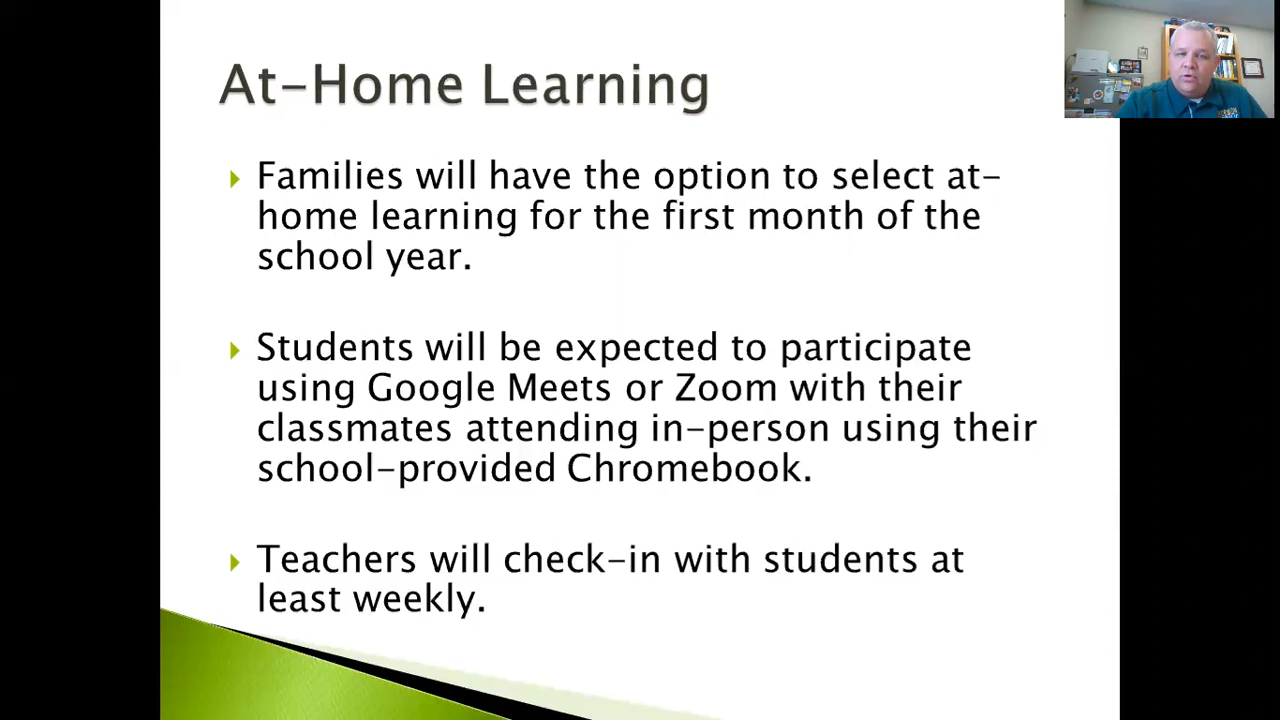 At-Home Learning
Families will have the option to select at-
home learning for the first month of the
school year.
Students will be expected to participate
using Google Meets or Zoom with their
classmates attending in-person using their
school-provided Chromebook.
Teachers will check-in with students at
least weekly.